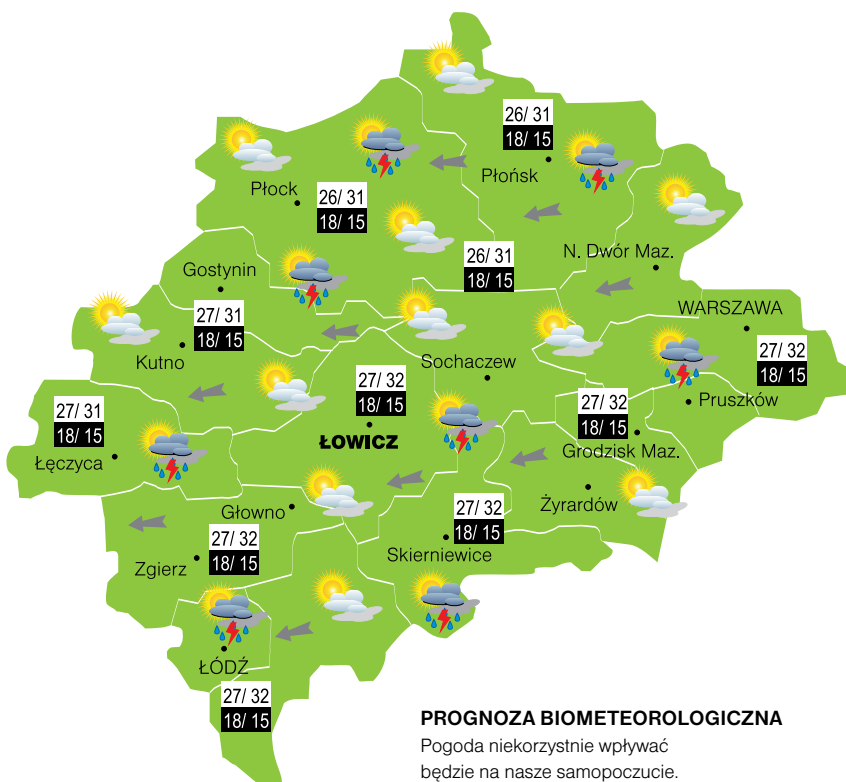 26/ 31
18/ 15
Płońsk
Płock
26/ 31
18/ 15
N. Dwór Maz.
26/ 31
18/ 15
Gostynin
27/ 31
18/ 15
Kutno
WARSZAWA
27/ 32
18/ 15
Sochaczew
27/ 32
18/ 15
ŁOWICZ
Pruszków
27/ 32
18/ 15
Grodzisk Maz.
27/ 31
18/ 15
Łęczyca
Żyrardów
Głowno
27/ 32
18/ 15
Skierniewice
27/ 32
18/ 15
Zgierz
ŁÓDŹ
27/ 32
18/ 15
PROGNOZA BIOMETEOROLOGICZNA
Pogoda niekorzystnie wpływać
będzie na nasze samopoczucie.